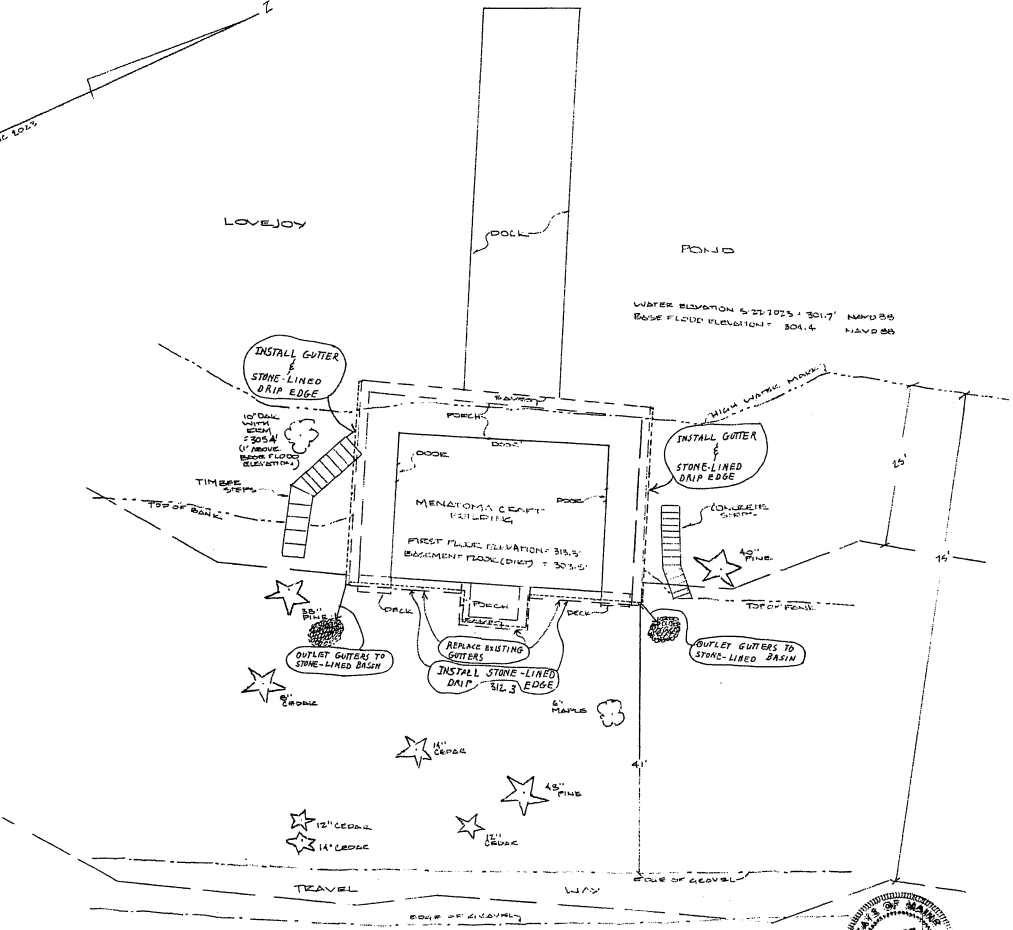 Z
2023
LOVEJOY
DOCK
POND
WATER ELEVATION 5-22-2023 = 301.7' NAVD 88
BASE FLOOD ELEVATION = 304.4 NAVD 88
INSTALL GUTTER
&
STONE-LINED
DRIP EDGE
HIGH WATER MARK
10" OAK
WITH
= 305.4'
(1' ABOVE
BASE FLOOD
ELEVATION)
PORCH
DOOR
DOOR
DOOR
INSTALL GUTTER
&
STONE-LINED
DRIP EDGE
25'
TIMBER
STEPS
TOP OF BANK
MENATOMA CRAFT
BUILDING
CONCRETE
STEPS
FIRST FLOOR ELEVATION = 313.3'
BASEMENT FLOOR (DIRT) = 303.5'
40"
PINE
75'
38"
PINE
DECK
PORCH
DECK
TOP OF BANK
OUTLET GUTTERS TO
STONE-LINED BASIN
REPLACE EXISTING
GUTTERS
OUTLET GUTTERS TO
STONE-LINED BASIN
INSTALL STONE-LINED
DRIP EDGE
312.3
CEDAR
6"
MAPLE
14"
CEDAR
41'
48"
PINE
12" CEDAR
12"
CEDAR
14" CEDAR
EDGE OF GRAVEL
TRAVEL WAY
EDGE OF GRAVEL
OF MAINE